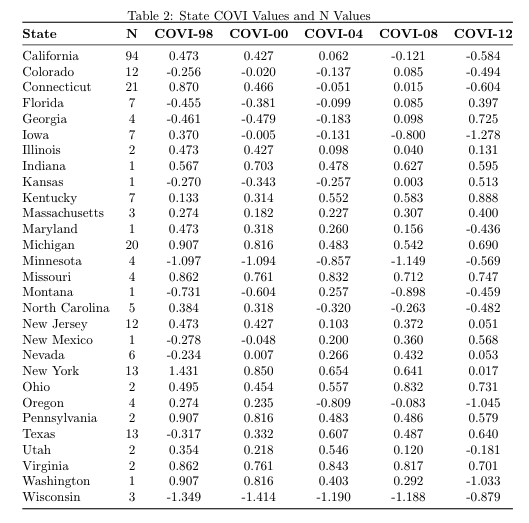 Table 2: State COVI Values and N Values
State N COVI-98 COVI-00 COVI-04 COVI-08 COVI-12
California 94 0.473 0.427 0.062 -0.121 -0.584
Colorado 12 -0.256 -0.020 -0.137 0.085 -0.494
Connecticut 21 0.870 0.466 -0.051 0.015 -0.604
Florida 7 -0.455 -0.381 -0.099 0.085 0.397
Georgia 4 -0.461 -0.479 -0.183 0.098 0.725
Iowa 7 0.370 -0.005 -0.131 -0.800 -1.278
Illinois 2 0.473 0.427 0.098 0.040 0.131
Indiana 1 0.567 0.703 0.478 0.627 0.595
Kansas 1 -0.270 -0.343 -0.257 0.003 0.513
Kentucky 7 0.133 0.314 0.552 0.583 0.888
Massachusetts 3 0.274 0.182 0.227 0.307 0.400
Maryland 1 0.473 0.318 0.260 0.156 -0.436
Michigan 20 0.907 0.816 0.483 0.542 0.690
Minnesota 4 -1.097 -1.094 -0.857 -1.149 -0.569
Missouri 4 0.862 0.761 0.832 0.712 0.747
Montana 1 -0.731 -0.604 0.257 -0.898 -0.459
North Carolina 5 0.384 0.318 -0.320 -0.263 -0.482
New Jersey 12 0.473 0.427 0.103 0.372 0.051
New Mexico 1 -0.278 -0.048 0.200 0.360 0.568
Nevada 6 -0.234 0.007 0.266 0.432 0.053
New York 13 1.431 0.850 0.654 0.641 0.017
Ohio 2 0.495 0.454 0.557 0.832 0.731
Oregon 4 0.274 0.235 -0.809 -0.083 -1.045
Pennsylvania 2 0.907 0.816 0.483 0.486 0.579
Texas 13 -0.317 0.332 0.607 0.487 0.640
Utah 2 0.354 0.218 0.546 0.120 -0.181
Virginia 2 0.862 0.761 0.843 0.817 0.701
Washington 1 0.907 0.816 0.403 0.292 -1.033
Wisconsin 3 -1.349 -1.414 -1.190 -1.188 -0.879